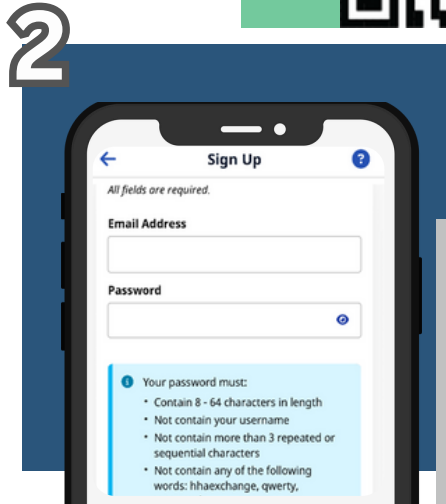 2
Sign Up
All fields are required.
Email Address
Password
Your password must:
• Contain 8 - 64 characters in length
• Not contain your username
• Not contain more than 3 repeated or
sequential characters
• Not contain any of the following
words: hhaexchange, qwerty,